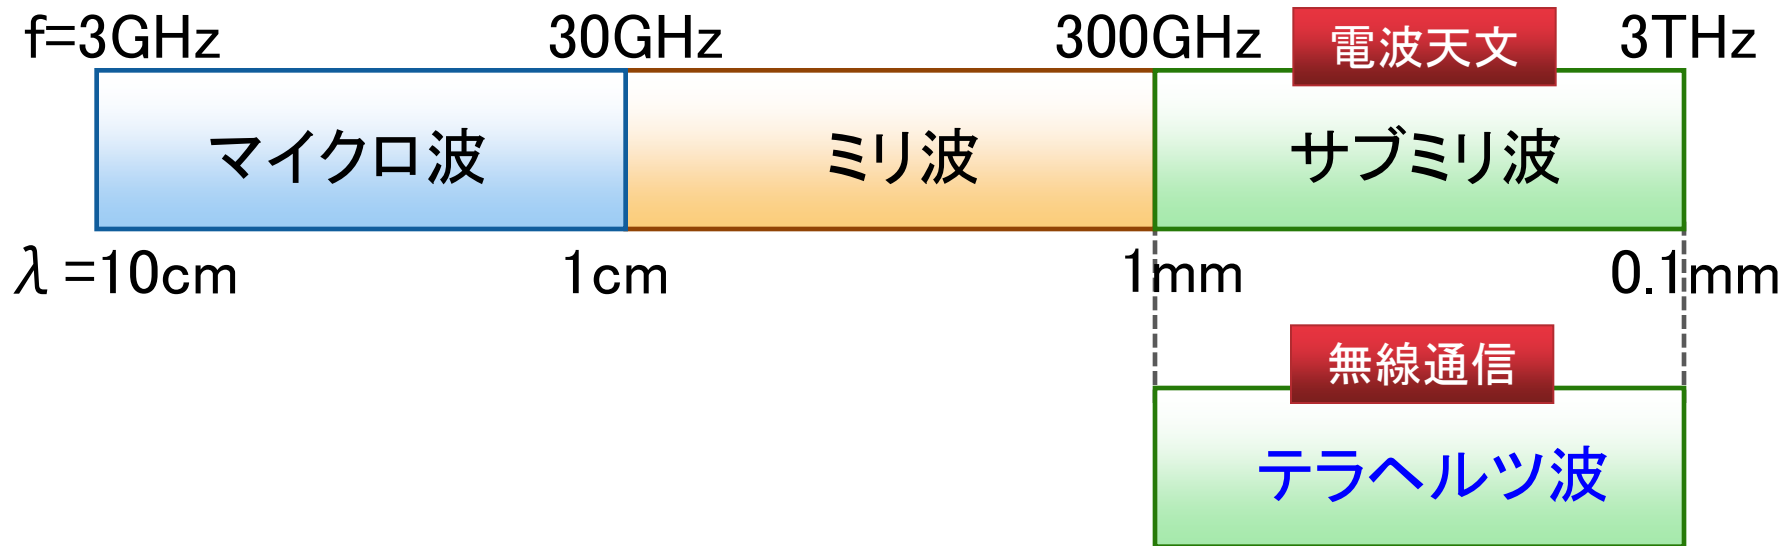 f=3GHz 30GHz 300GHz 電波天文 3THz
マイクロ波 ミリ波 サブミリ波
λ=10cm 1cm 1mm 0.1mm
無線通信
テラヘルツ波